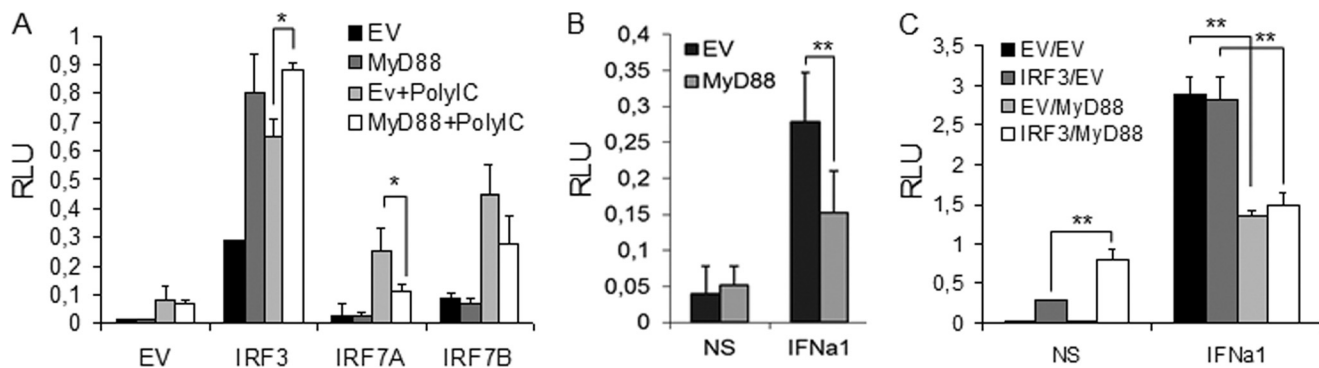 A
RLU
1
0,9
0,8
0,7
0,6
0,5
0,4
0,3
0,2
0,1
0
*
*
EV
MyD88
Ev+PolyIC
MyD88+PolyIC
EV IRF3 IRF7A IRF7B
B
RLU
0,4
0,35
0,3
0,25
0,2
0,15
0,1
0,05
0
EV
MyD88
**
NS IFNa1
C
RLU
3,5
3
2,5
2
1,5
1
0,5
0
EV/EV
IRF3/EV
EV/MyD88
IRF3/MyD88
**
**
**
NS IFNa1